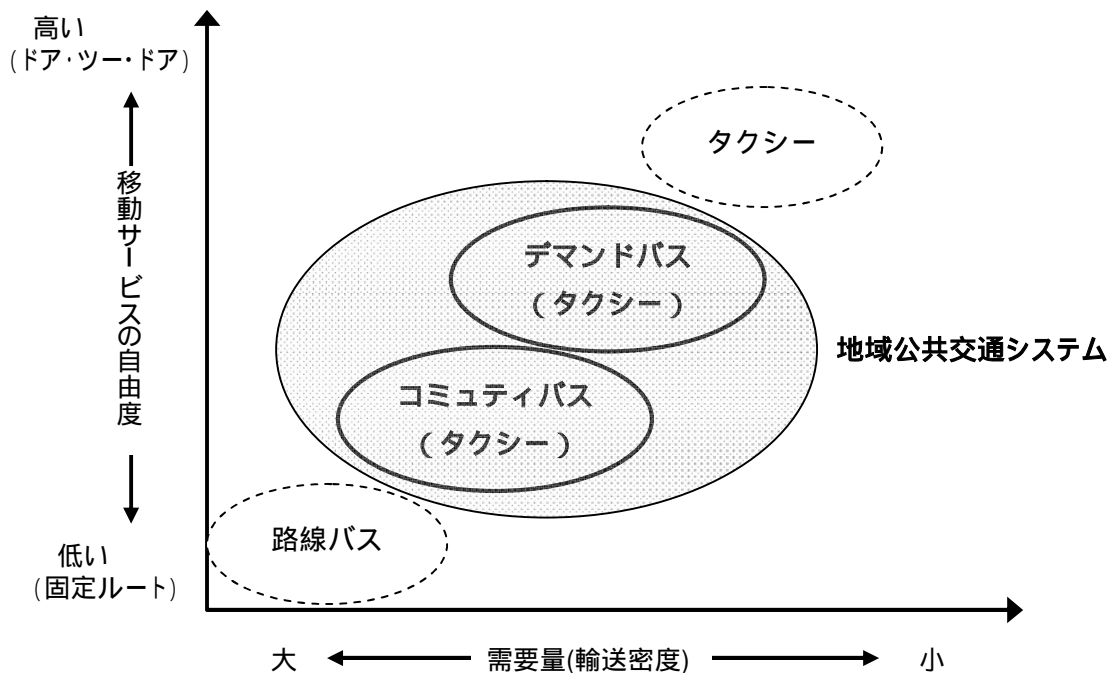 高い
(ドア・ツー・ドア)
移動サービスの自由度
低い
(固定ルート)
タクシー
デマンドバス
(タクシー)
地域公共交通システム
コミュティバス
(タクシー)
路線バス
大
需要量(輸送密度)
小